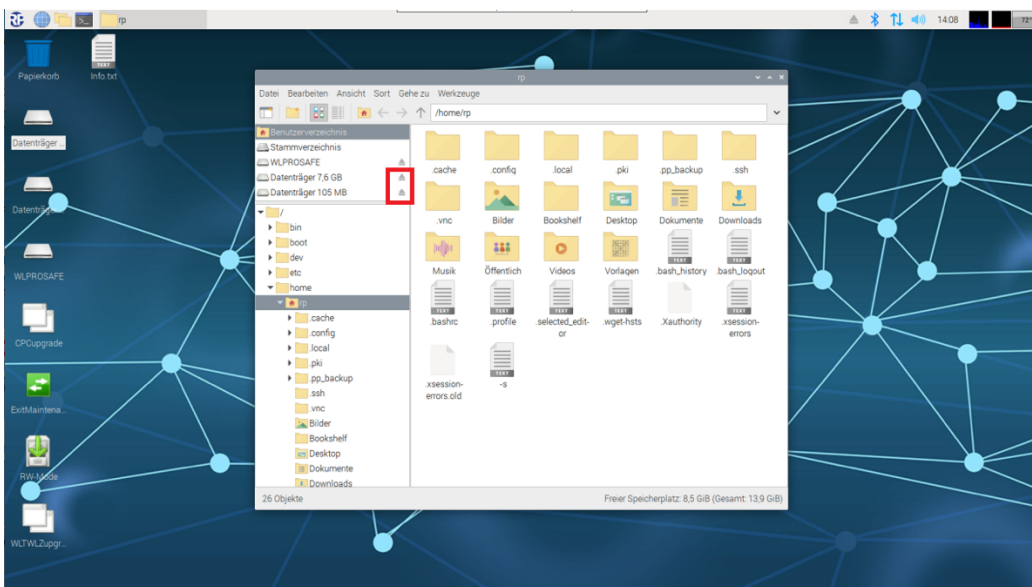 rp
14:08
72°
Papierkorb
Info.txt
Datenträger ...
Datenträge
WLPROSAFE
CPCupgrade
ExitMaintena...
RW-Mode
WLTWLZupgr...
rp
Datei Bearbeiten Ansicht Sort Gehe zu Werkzeuge
/home/rp
Benutzerverzeichnis
Stammverzeichnis
WLPROSAFE
Datenträger 7,6 GB
Datenträger 105 MB
/
bin
boot
dev
etc
home
rp
.cache
.config
.local
.pki
.pp_backup
.ssh
.vnc
Bilder
Bookshelf
Desktop
Dokumente
Downloads
.cache .config .local .pki .pp_backup .ssh
.vnc Bilder Bookshelf Desktop Dokumente Downloads
Musik Öffentlich Videos Vorlagen .bash_history .bash_logout
.bashrc .profile .selected_edit- .wget-hsts .Xauthority .xsession-
or errors
.xsession- -s
errors.old
26 Objekte Freier Speicherplatz: 8,5 GiB (Gesamt: 13,9 GiB)